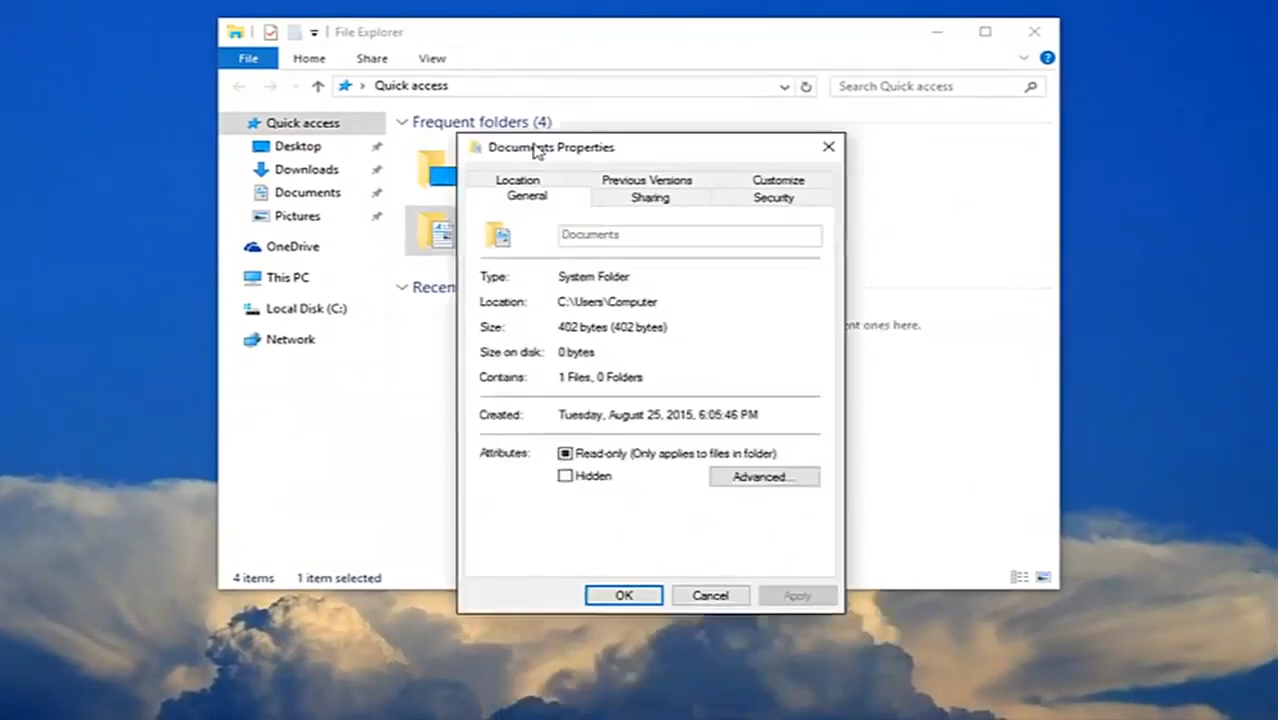 File Explorer
File Home Share View
Quick access
Search Quick access
Quick access
Desktop
Downloads
Documents
Pictures
OneDrive
This PC
Local Disk (C:)
Network
Frequent folders (4)
Recen
ent ones here.
4 items 1 item selected
Documents Properties
Location Previous Versions Customize
General Sharing Security
Documents
Type: System Folder
Location: C:\Users\Computer
Size: 402 bytes (402 bytes)
Size on disk: 0 bytes
Contains: 1 Files, 0 Folders
Created: Tuesday, August 25, 2015, 6:05:46 PM
Attributes: Read-only (Only applies to files in folder)
Hidden Advanced...
OK Cancel Apply